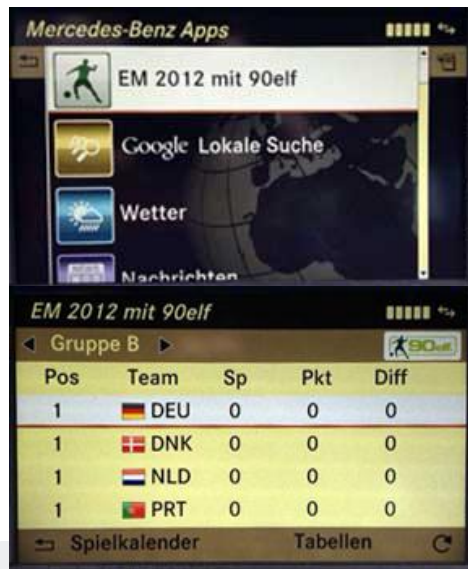 Mercedes-Benz Apps
EM 2012 mit 90elf
Google Lokale Suche
Wetter
NEWS
Nachrichten
EM 2012 mit 90elf
Gruppe B
90elf
Pos Team Sp Pkt Diff
1 DEU 0 0 0
1 DNK 0 0 0
1 NLD 0 0 0
1 PRT 0 0 0
Spielkalender Tabellen